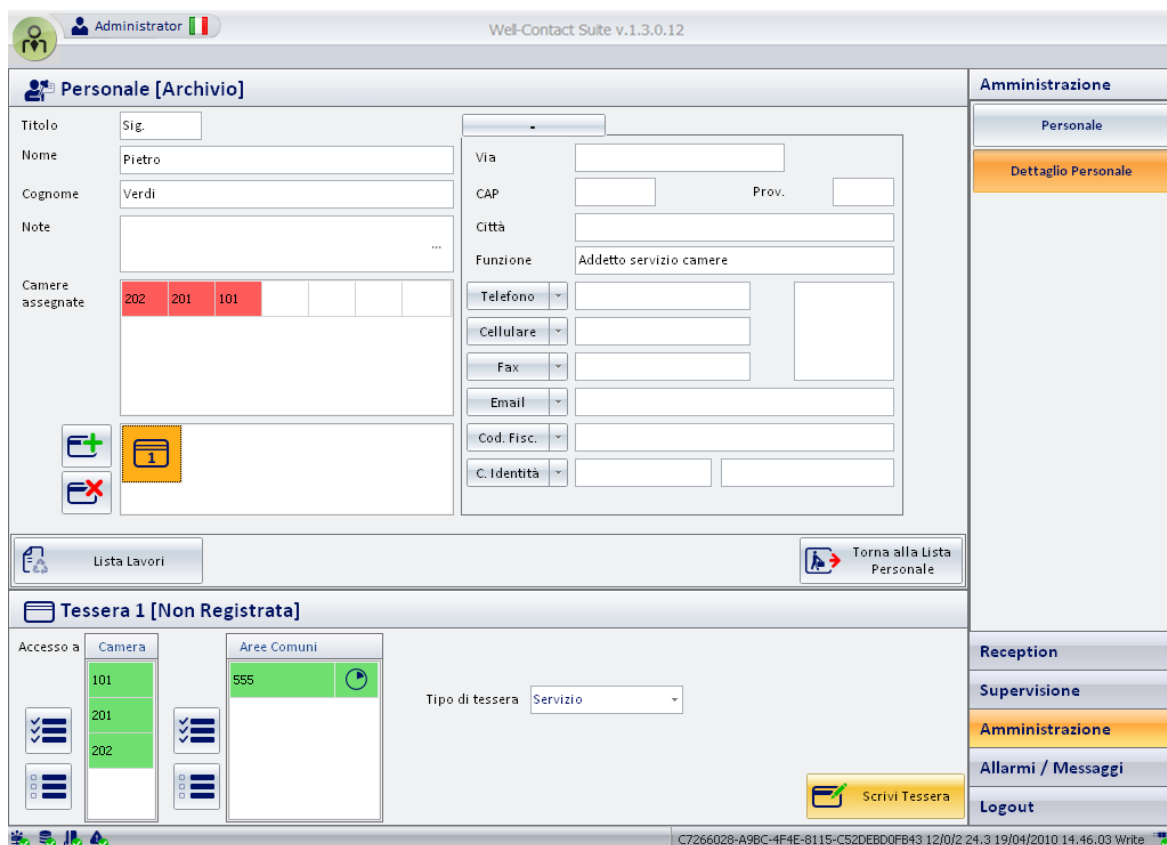 Administrator
Well-Contact Suite v.1.3.0.12
Personale [Archivio]
Titolo
Sig.
Nome
Pietro
Cognome
Verdi
Note
...
Camere
assegnate
202 201 101
1
-
Via
CAP
Prov.
Città
Funzione
Addetto servizio camere
Telefono
Cellulare
Fax
Email
Cod. Fisc.
C. Identità
Lista Lavori
Torna alla Lista
Personale
Tessera 1 [Non Registrata]
Accesso a
Camera
101
201
202
Aree Comuni
555
Tipo di tessera
Servizio
Scrivi Tessera
Amministrazione
Personale
Dettaglio Personale
Reception
Supervisione
Amministrazione
Allarmi / Messaggi
Logout
C7266028-A9BC-4F4E-8115-C52DEBD0FB43 12/0/2 24.3 19/04/2010 14.46.03 Write